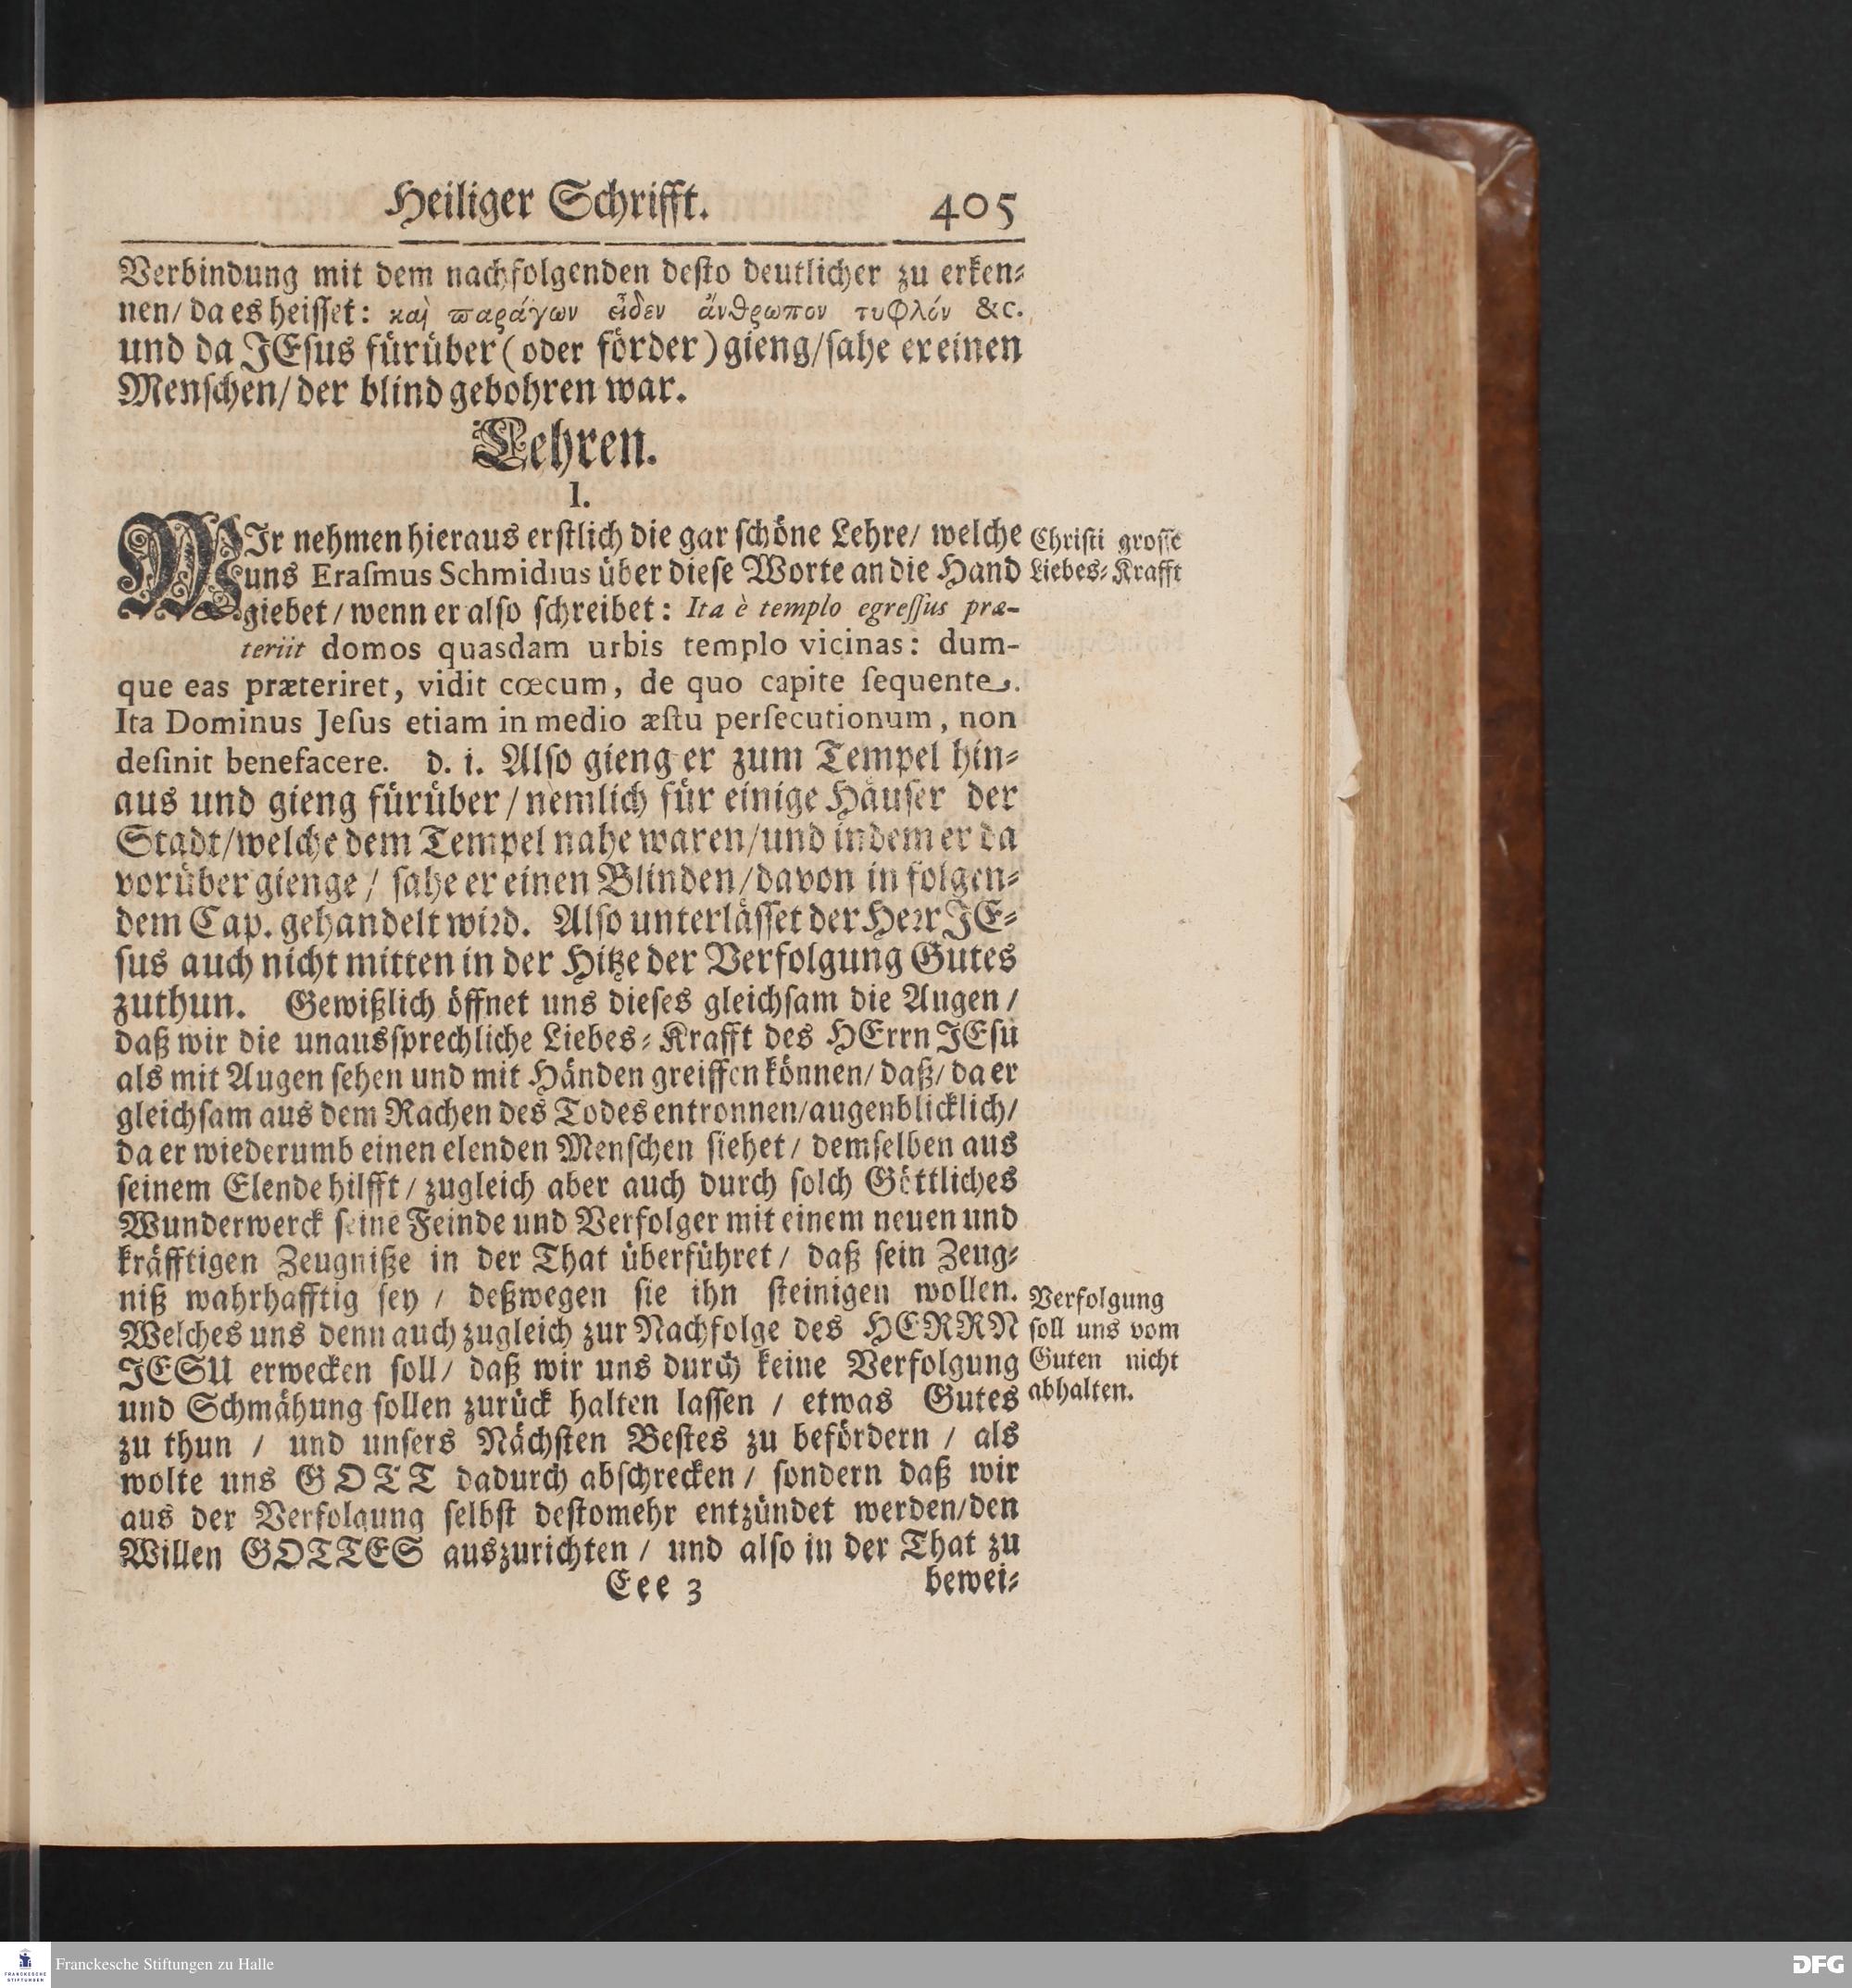 Heiliger Schrifft. 405
Verbindung mit dem nachfolgenden deſto deutlicher zu erken⸗
nen/ da es heiſſet: καὶ παράγων εἶδεν ἄνθρωπον τυφλόν &c.
und da JEſus fürüber (oder förder) gieng/ſahe er einen
Menſchen/ der blind gebohren war.
Lehren.
I.
WIr nehmen hieraus erſtlich die gar ſchöne Lehre/ welche
uns Eraſmus Schmidius über dieſe Worte an die Hand
giebet/ wenn er alſo ſchreibet: Ita è templo egreſſus præ-
teriit domos quasdam urbis templo vicinas: dum-
que eas præteriret, vidit cœcum, de quo capite ſequente.
Ita Dominus Jeſus etiam in medio æſtu perſecutionum, non
deſinit benefacere. d. i. Alſo gieng er zum Tempel hin⸗
aus und gieng fürüber/ nemlich für einige Häuſer der
Stadt/welche dem Tempel nahe waren/und indem er da
vorüber gienge/ ſahe er einen Blinden/davon in folgen⸗
dem Cap. gehandelt wird. Alſo unterläſſet der Herr JE⸗
ſus auch nicht mitten in der Hitze der Verfolgung Gutes
zuthun. Gewißlich öffnet uns dieſes gleichſam die Augen/
daß wir die unausſprechliche Liebes⸗Krafft des HErrn JEſu
als mit Augen ſehen und mit Händen greiffen können/ daß/ da er
gleichſam aus dem Rachen des Todes entronnen/augenblicklich/
da er wiederumb einen elenden Menſchen ſiehet/ demſelben aus
ſeinem Elende hilfft/ zugleich aber auch durch ſolch Göttliches
Wunderwerck ſeine Feinde und Verfolger mit einem neuen und
kräfftigen Zeugniße in der That überführet/ daß ſein Zeug⸗
niß wahrhafftig ſey/ deßwegen ſie ihn ſteinigen wollen.
Welches uns denn auch zugleich zur Nachfolge des HERRN
JESU erwecken ſoll/ daß wir uns durch keine Verfolgung
und Schmähung ſollen zurück halten laſſen/ etwas Gutes
zu thun/ und unſers Nächſten Beſtes zu befördern/ als
wolte uns GOTT dadurch abſchrecken/ ſondern daß wir
aus der Verfolgung ſelbſt deſtomehr entzündet werden/den
Willen GOTTES auszurichten/ und alſo in der That zu
Eee 3 bewei⸗
Chriſti groſſe
Liebes⸗Krafft
Verfolgung
ſoll uns vom
Guten nicht
abhalten.
FRANCKESCHE
STIFTUNGEN
Franckesche Stiftungen zu Halle
DFG